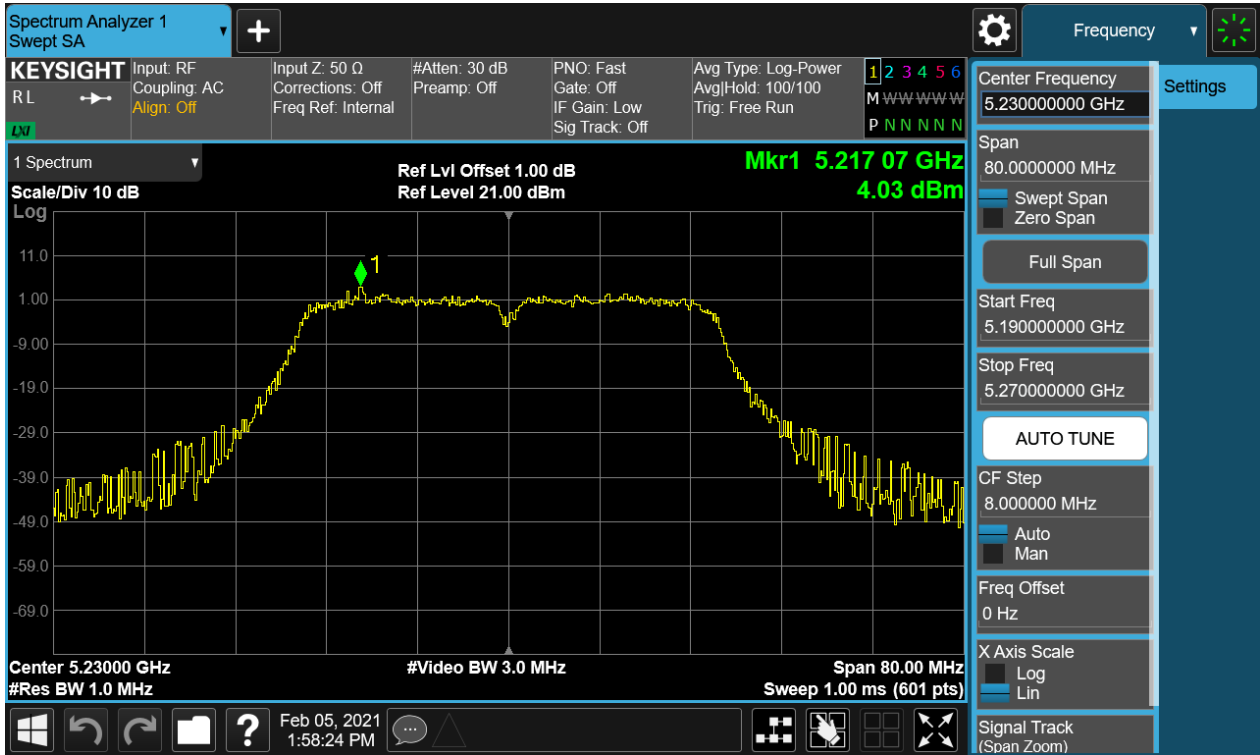 Spectrum Analyzer 1
Swept SA
+
Frequency
KEYSIGHT
R L
LXI
Input: RF
Coupling: AC
Align: Off
Input Z: 50 Ω
Corrections: Off
Freq Ref: Internal
#Atten: 30 dB
Preamp: Off
PNO: Fast
Gate: Off
IF Gain: Low
Sig Track: Off
Avg Type: Log-Power
Avg|Hold: 100/100
Trig: Free Run
1 2 3 4 5 6
M W W W W W
P N N N N N
Center Frequency
5.230000000 GHz
Settings
Span
80.0000000 MHz
Swept Span
Zero Span
Full Span
Start Freq
5.190000000 GHz
Stop Freq
5.270000000 GHz
AUTO TUNE
CF Step
8.000000 MHz
Auto
Man
Freq Offset
0 Hz
X Axis Scale
Log
Lin
Signal Track
(Span Zoom)
1 Spectrum
Scale/Div 10 dB
Ref Lvl Offset 1.00 dB
Ref Level 21.00 dBm
Mkr1 5.217 07 GHz
4.03 dBm
Log
11.0
1.00
-9.00
-19.0
-29.0
-39.0
-49.0
-59.0
-69.0
1
Center 5.23000 GHz
#Res BW 1.0 MHz
#Video BW 3.0 MHz
Span 80.00 MHz
Sweep 1.00 ms (601 pts)
?
Feb 05, 2021
1:58:24 PM